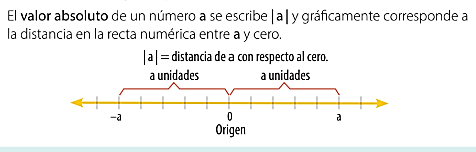 El valor absoluto de un número a se escribe |a| y gráficamente corresponde a
la distancia en la recta numérica entre a y cero.
|a| = distancia de a con respecto al cero.
a unidades a unidades
–a 0 a
Origen